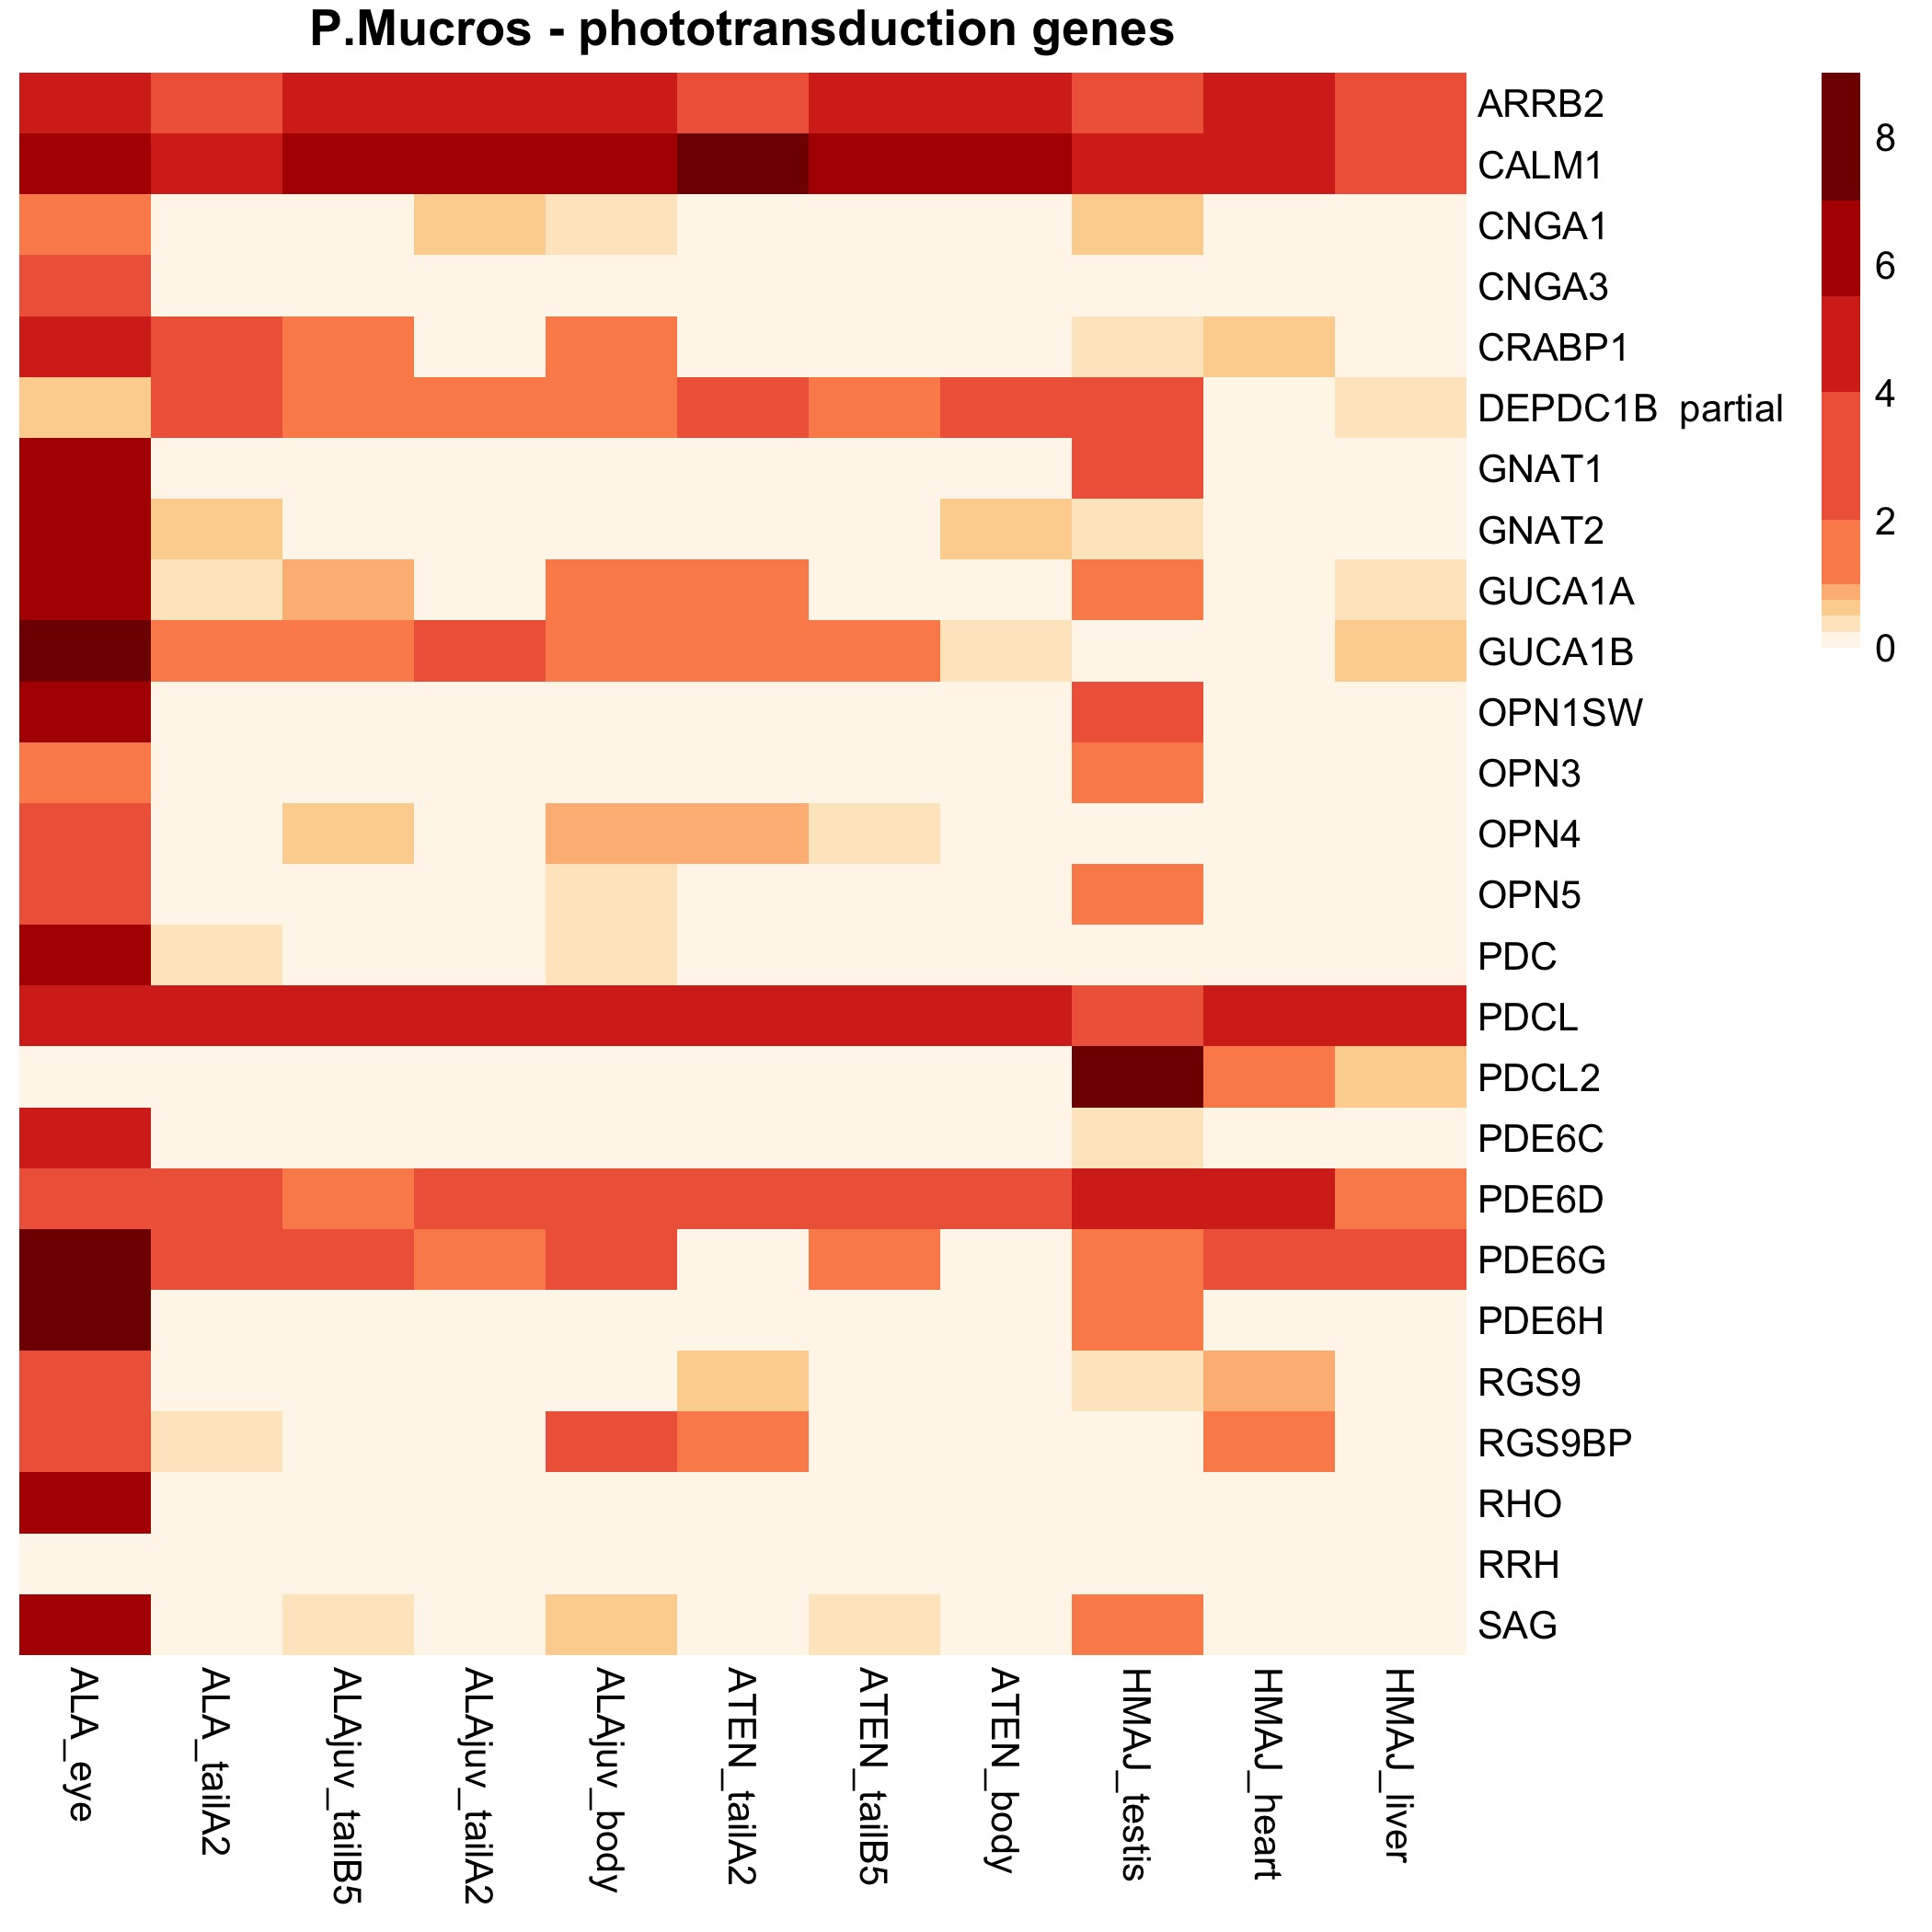 P.Mucros - phototransduction genes
ARRB2
CALM1
CNGA1
CNGA3
CRABP1
DEPDC1B  partial
GNAT1
GNAT2
GUCA1A
GUCA1B
OPN1SW
OPN3
OPN4
OPN5
PDC
PDCL
PDCL2
PDE6C
PDE6D
PDE6G
PDE6H
RGS9
RGS9BP
RHO
RRH
SAG
8
6
4
2
0
ALA_eye
ALA_tailA2
ALAjuv_tailB5
ALAjuv_tailA2
ALAjuv_body
ATEN_tailA2
ATEN_tailB5
ATEN_body
HMAJ_testis
HMAJ_heart
HMAJ_liver